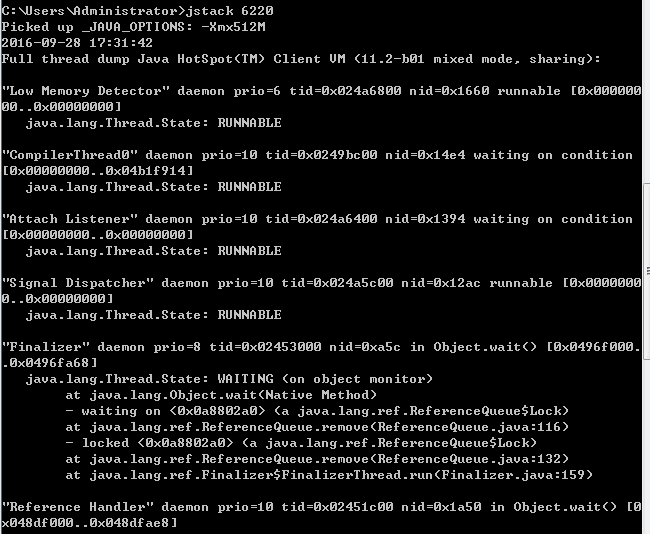 C:\Users\Administrator>jstack 6220
Picked up _JAVA_OPTIONS: -Xmx512M
2016-09-28 17:31:42
Full thread dump Java HotSpot(TM) Client VM (11.2-b01 mixed mode, sharing):
"Low Memory Detector" daemon prio=6 tid=0x024a6800 nid=0x1660 runnable [0x000000
00..0x00000000]
java.lang.Thread.State: RUNNABLE
"CompilerThread0" daemon prio=10 tid=0x0249bc00 nid=0x14e4 waiting on condition
[0x00000000..0x04b1f914]
java.lang.Thread.State: RUNNABLE
"Attach Listener" daemon prio=10 tid=0x024a6400 nid=0x1394 waiting on condition
[0x00000000..0x00000000]
java.lang.Thread.State: RUNNABLE
"Signal Dispatcher" daemon prio=10 tid=0x024a5c00 nid=0x12ac runnable [0x0000000
0..0x00000000]
java.lang.Thread.State: RUNNABLE
"Finalizer" daemon prio=8 tid=0x02453000 nid=0xa5c in Object.wait() [0x0496f000.
.0x0496fa68]
java.lang.Thread.State: WAITING (on object monitor)
at java.lang.Object.wait(Native Method)
- waiting on <0x0a8802a0> (a java.lang.ref.ReferenceQueue$Lock)
at java.lang.ref.ReferenceQueue.remove(ReferenceQueue.java:116)
- locked <0x0a8802a0> (a java.lang.ref.ReferenceQueue$Lock)
at java.lang.ref.ReferenceQueue.remove(ReferenceQueue.java:132)
at java.lang.ref.Finalizer$FinalizerThread.run(Finalizer.java:159)
"Reference Handler" daemon prio=10 tid=0x02451c00 nid=0x1a50 in Object.wait() [0
x048df000..0x048dfae8]